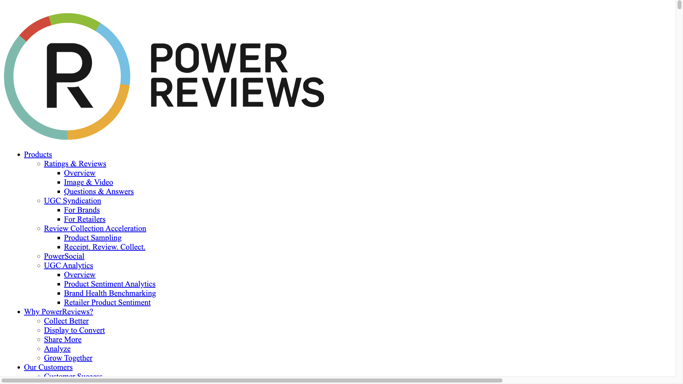 R
POWER
REVIEWS
Products
Ratings & Reviews
Overview
Image & Video
Questions & Answers
UGC Syndication
For Brands
For Retailers
Review Collection Acceleration
Product Sampling
Receipt. Review. Collect.
PowerSocial
UGC Analytics
Overview
Product Sentiment Analytics
Brand Health Benchmarking
Retailer Product Sentiment
Why PowerReviews?
Collect Better
Display to Convert
Share More
Analyze
Grow Together
Our Customers
Customer Success